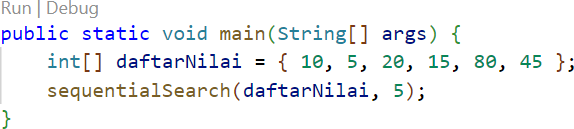 Run | Debug
public static void main(String[] args) {
    int[] daftarNilai = { 10, 5, 20, 15, 80, 45 };
    sequentialSearch(daftarNilai, 5);
}